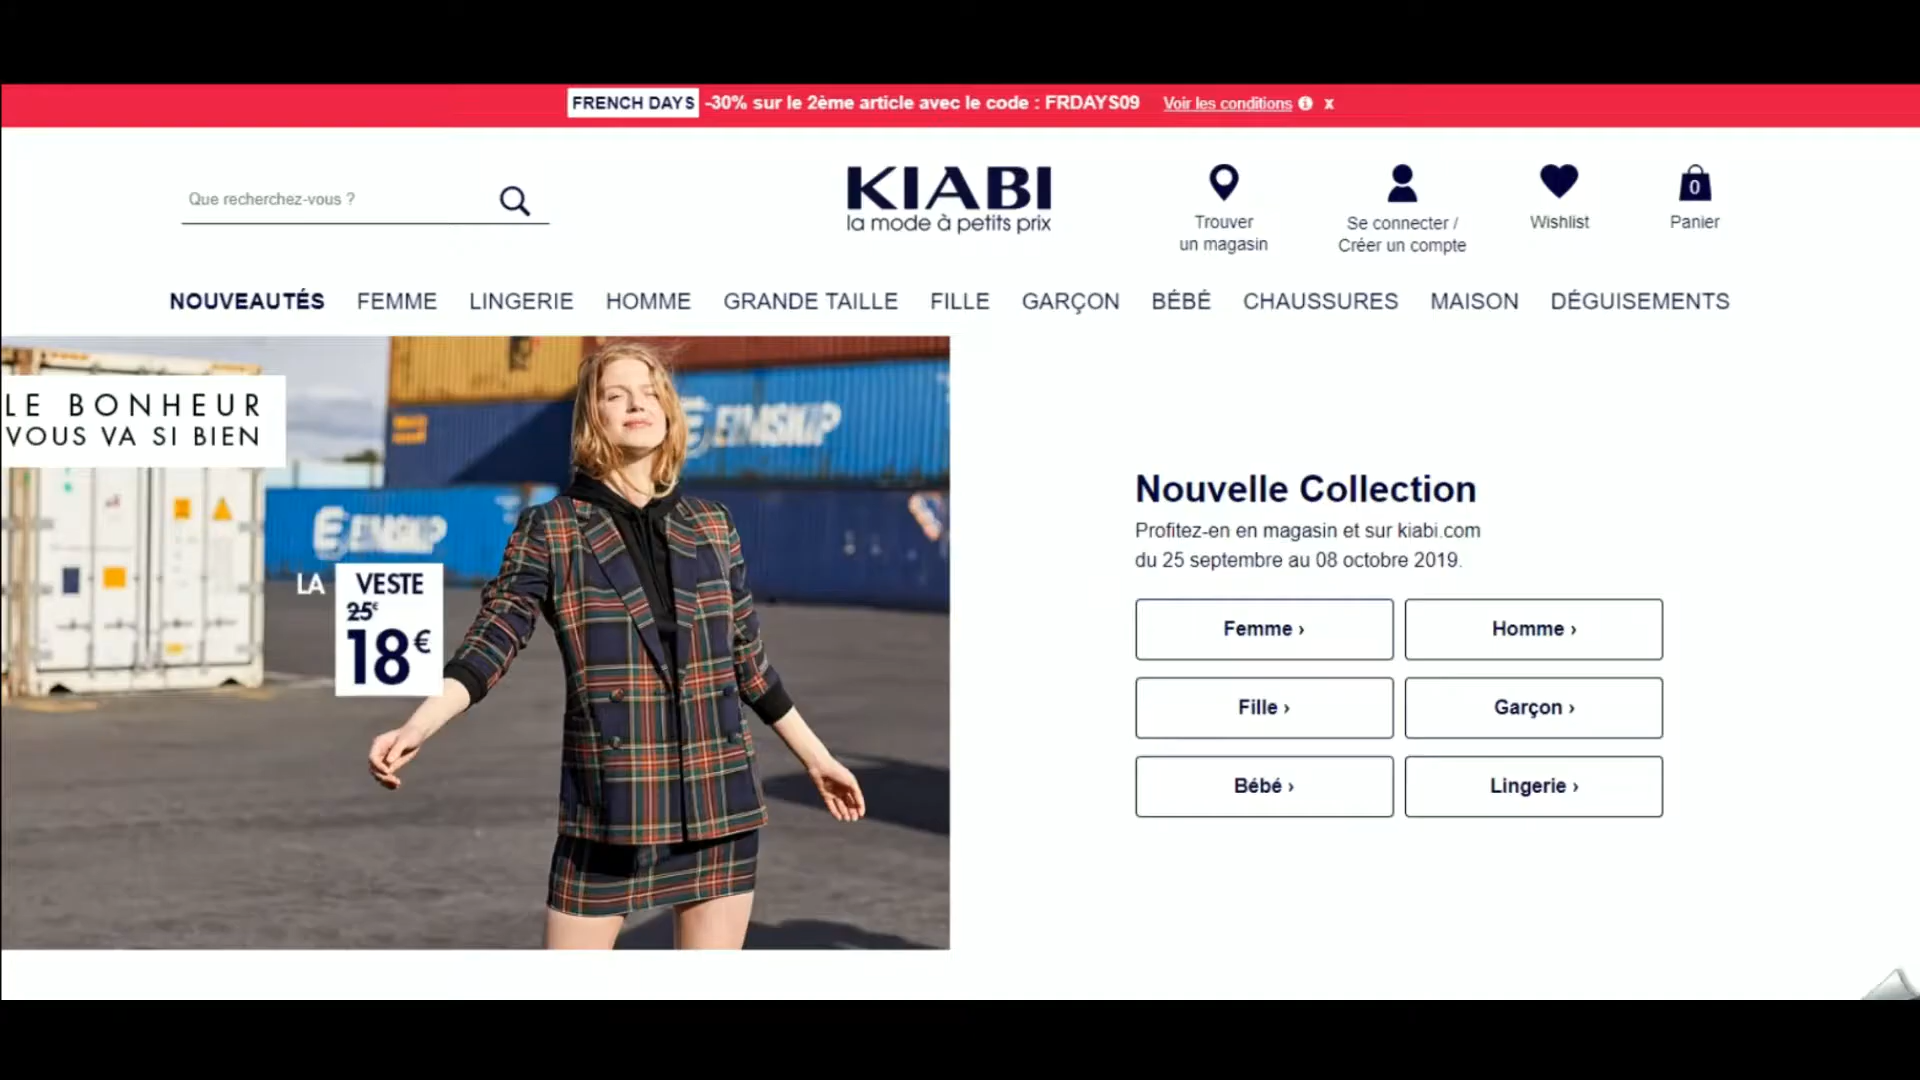 FRENCH DAYS -30% sur le 2ème article avec le code : FRDAYS09 Voir les conditions i x
Que recherchez-vous ?
KIABI
la mode à petits prix
Trouver
un magasin
Se connecter /
Créer un compte
Wishlist
0
Panier
NOUVEAUTÉS FEMME LINGERIE HOMME GRANDE TAILLE FILLE GARÇON BÉBÉ CHAUSSURES MAISON DÉGUISEMENTS
LE BONHEUR
VOUS VA SI BIEN
EIMSKIP
EIMSKIP
LA VESTE
25€
18€
Nouvelle Collection
Profitez-en en magasin et sur kiabi.com
du 25 septembre au 08 octobre 2019.
Femme › Homme ›
Fille › Garçon ›
Bébé › Lingerie ›